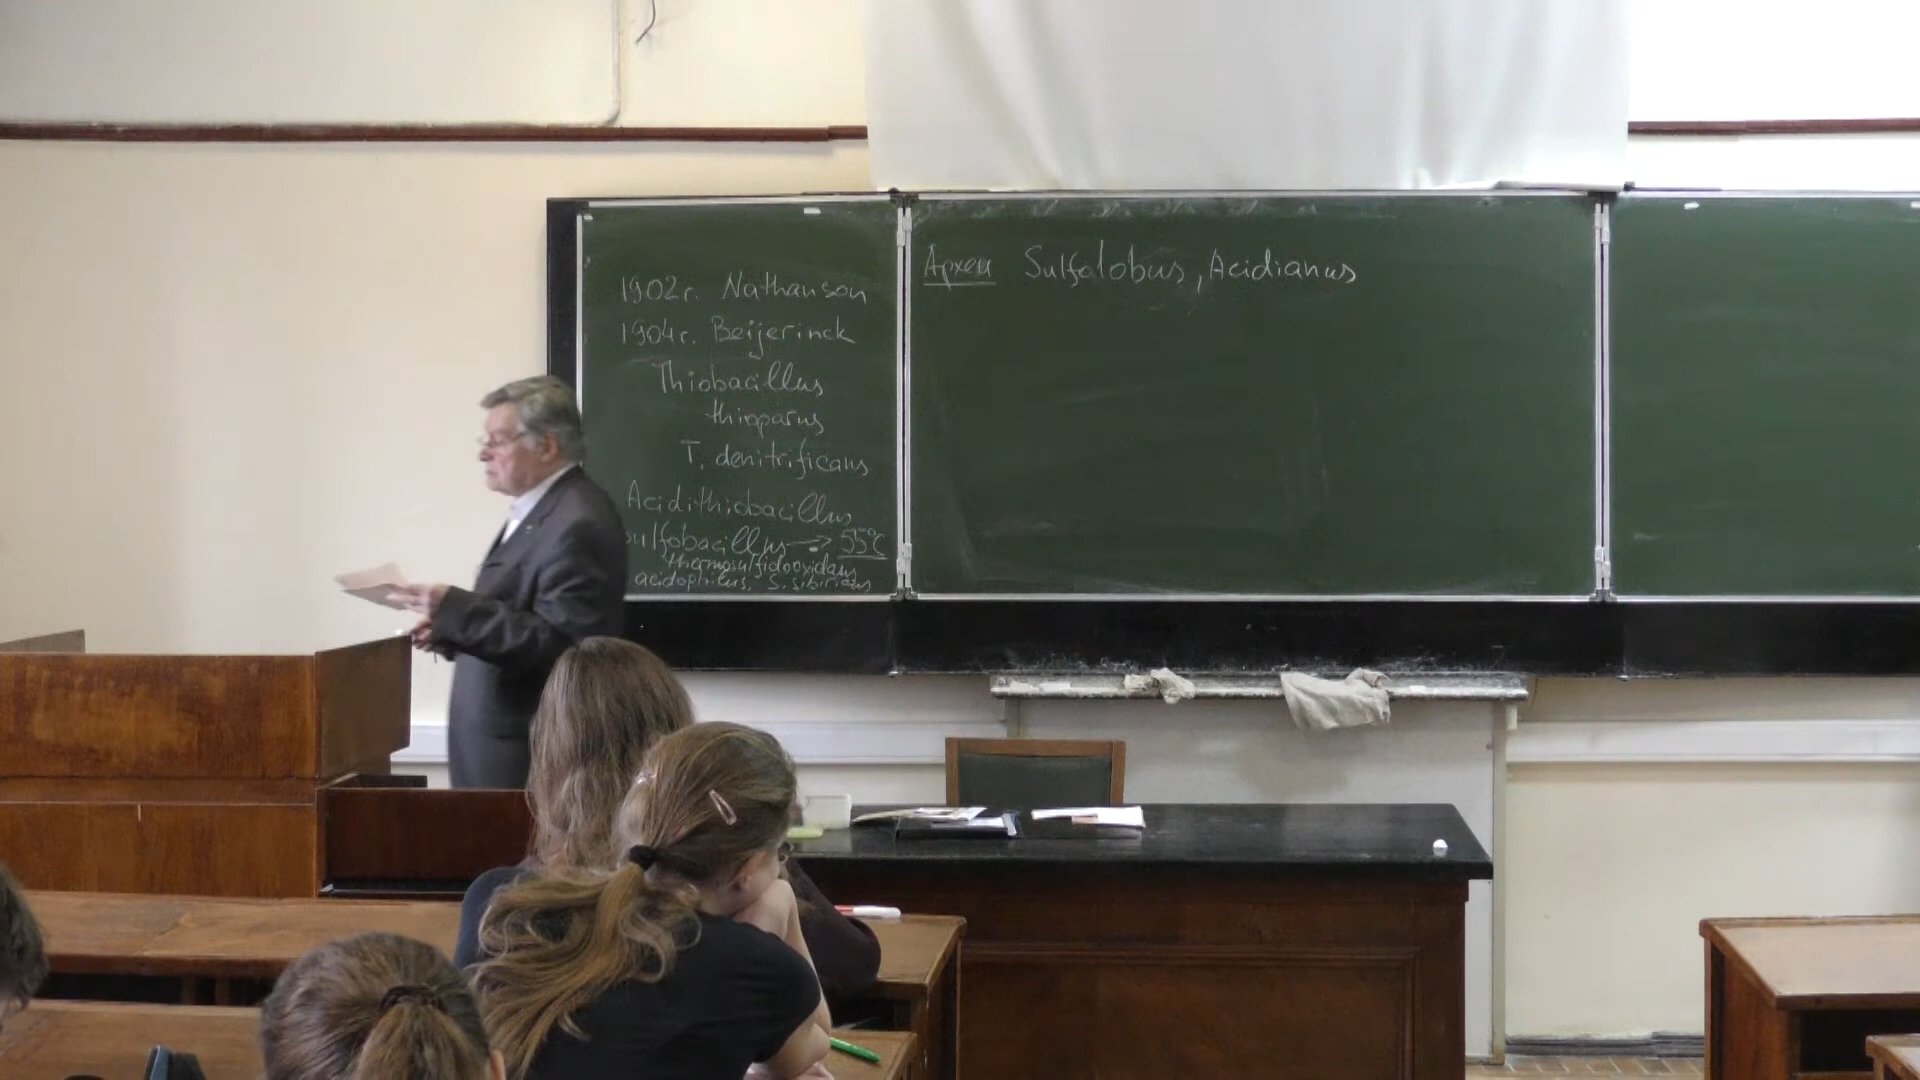 1902г. Nathanson
1904г. Beijerinck
Thiobacillus
thioparus
T. denitrificans
Acidithiobacillus
Sulfobacillus → 55°C
thermosulfidooxidans
acidophilus, S. sibiricus
Археи Sulfolobus, Acidianus